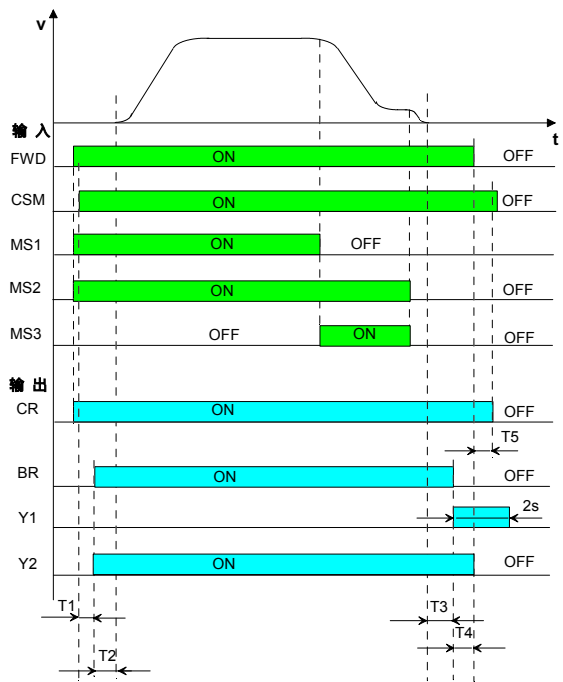 v
t
输 入
FWD ON OFF
CSM ON OFF
MS1 ON OFF
MS2 ON OFF
MS3 OFF ON OFF
输 出
CR ON OFF
T5
BR ON OFF
Y1 2s
Y2 ON OFF
T1 T3
T4
T2